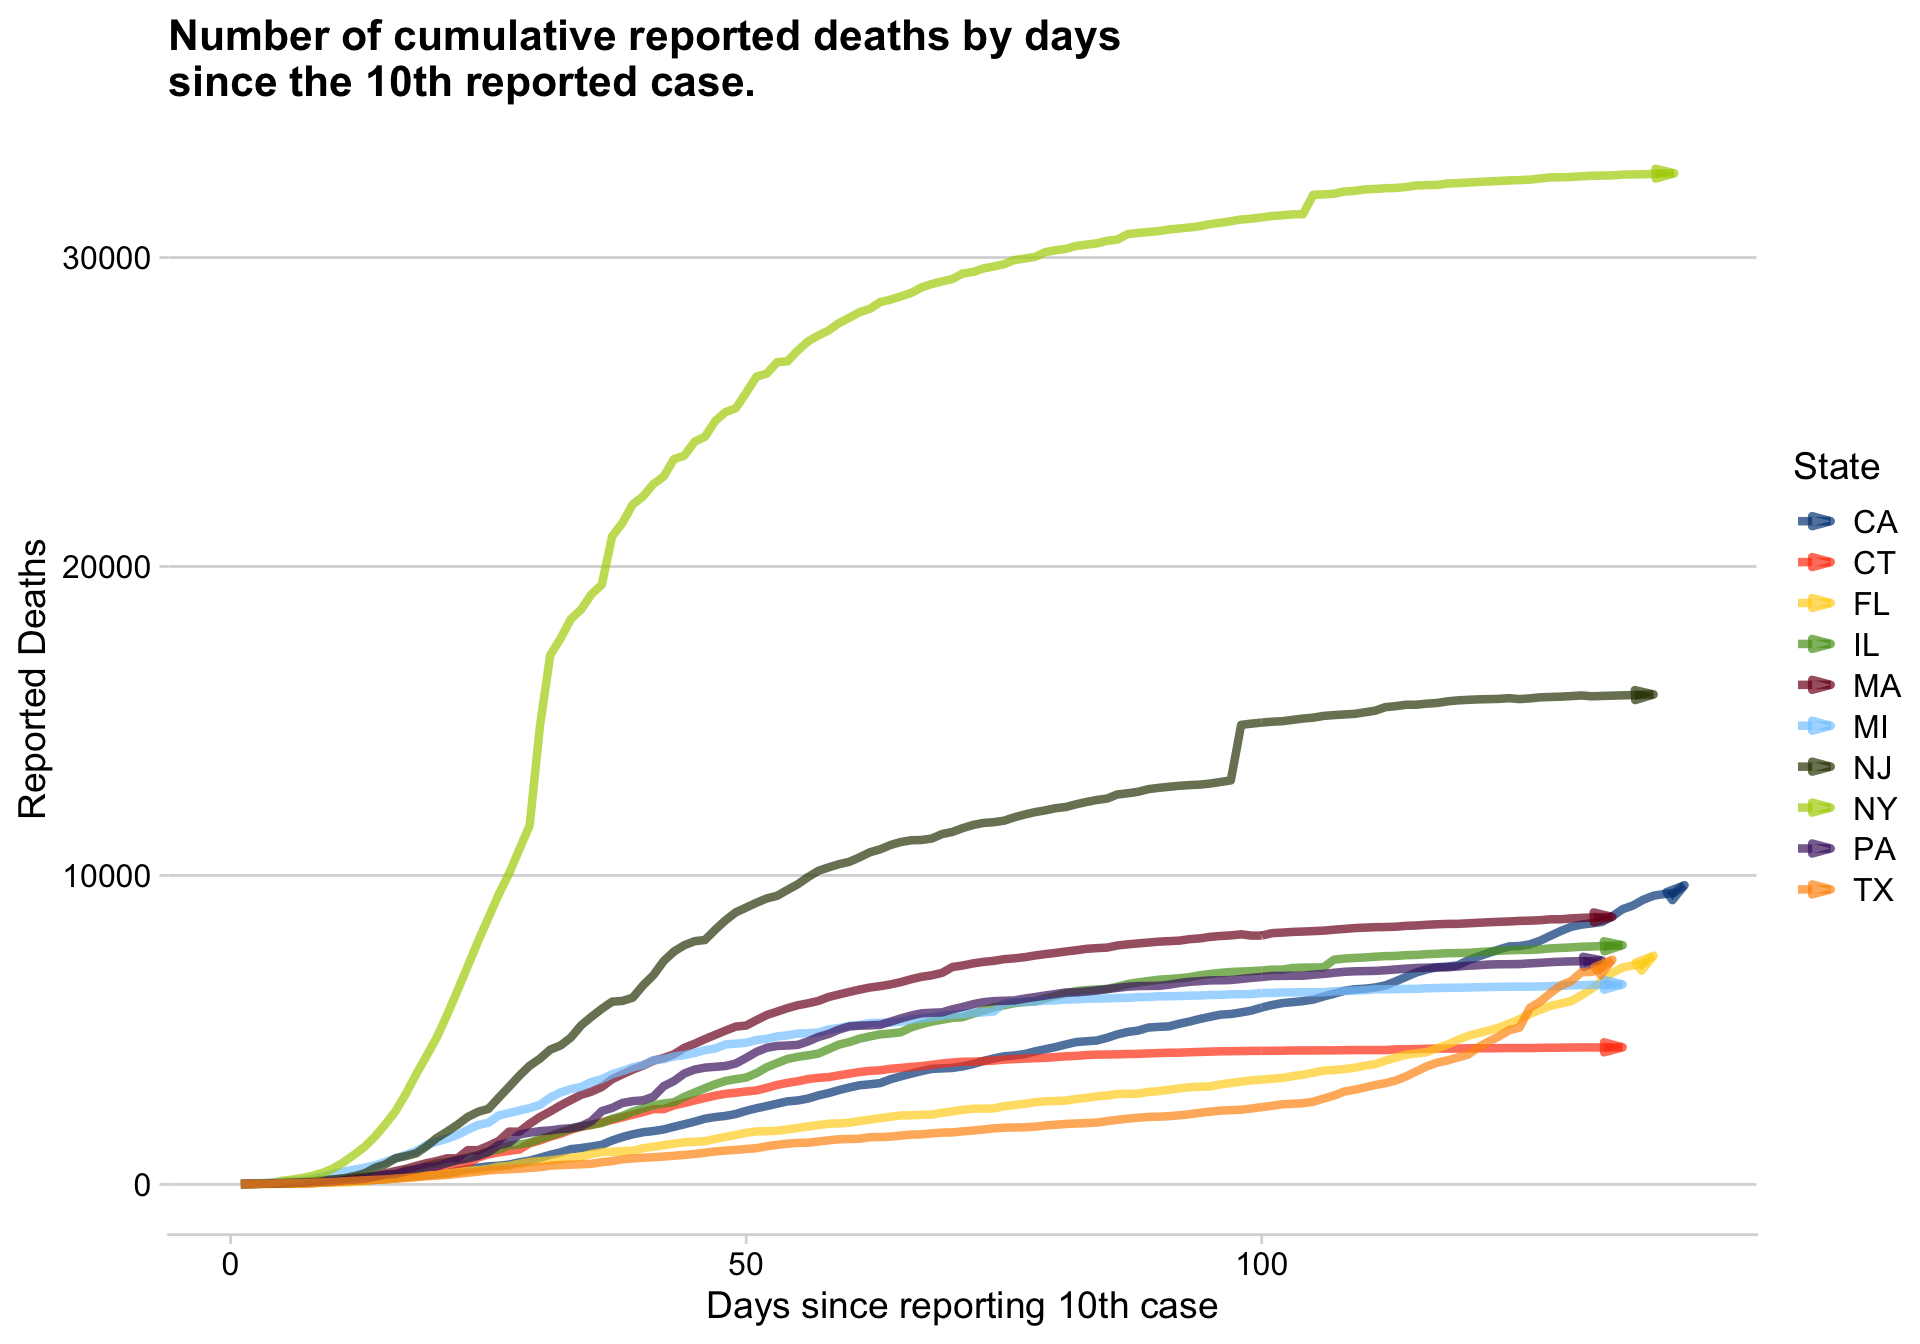 Number of cumulative reported deaths by days
since the 10th reported case.
30000
20000
10000
0
Reported Deaths
0 50 100
Days since reporting 10th case
State
CA
CT
FL
IL
MA
MI
NJ
NY
PA
TX